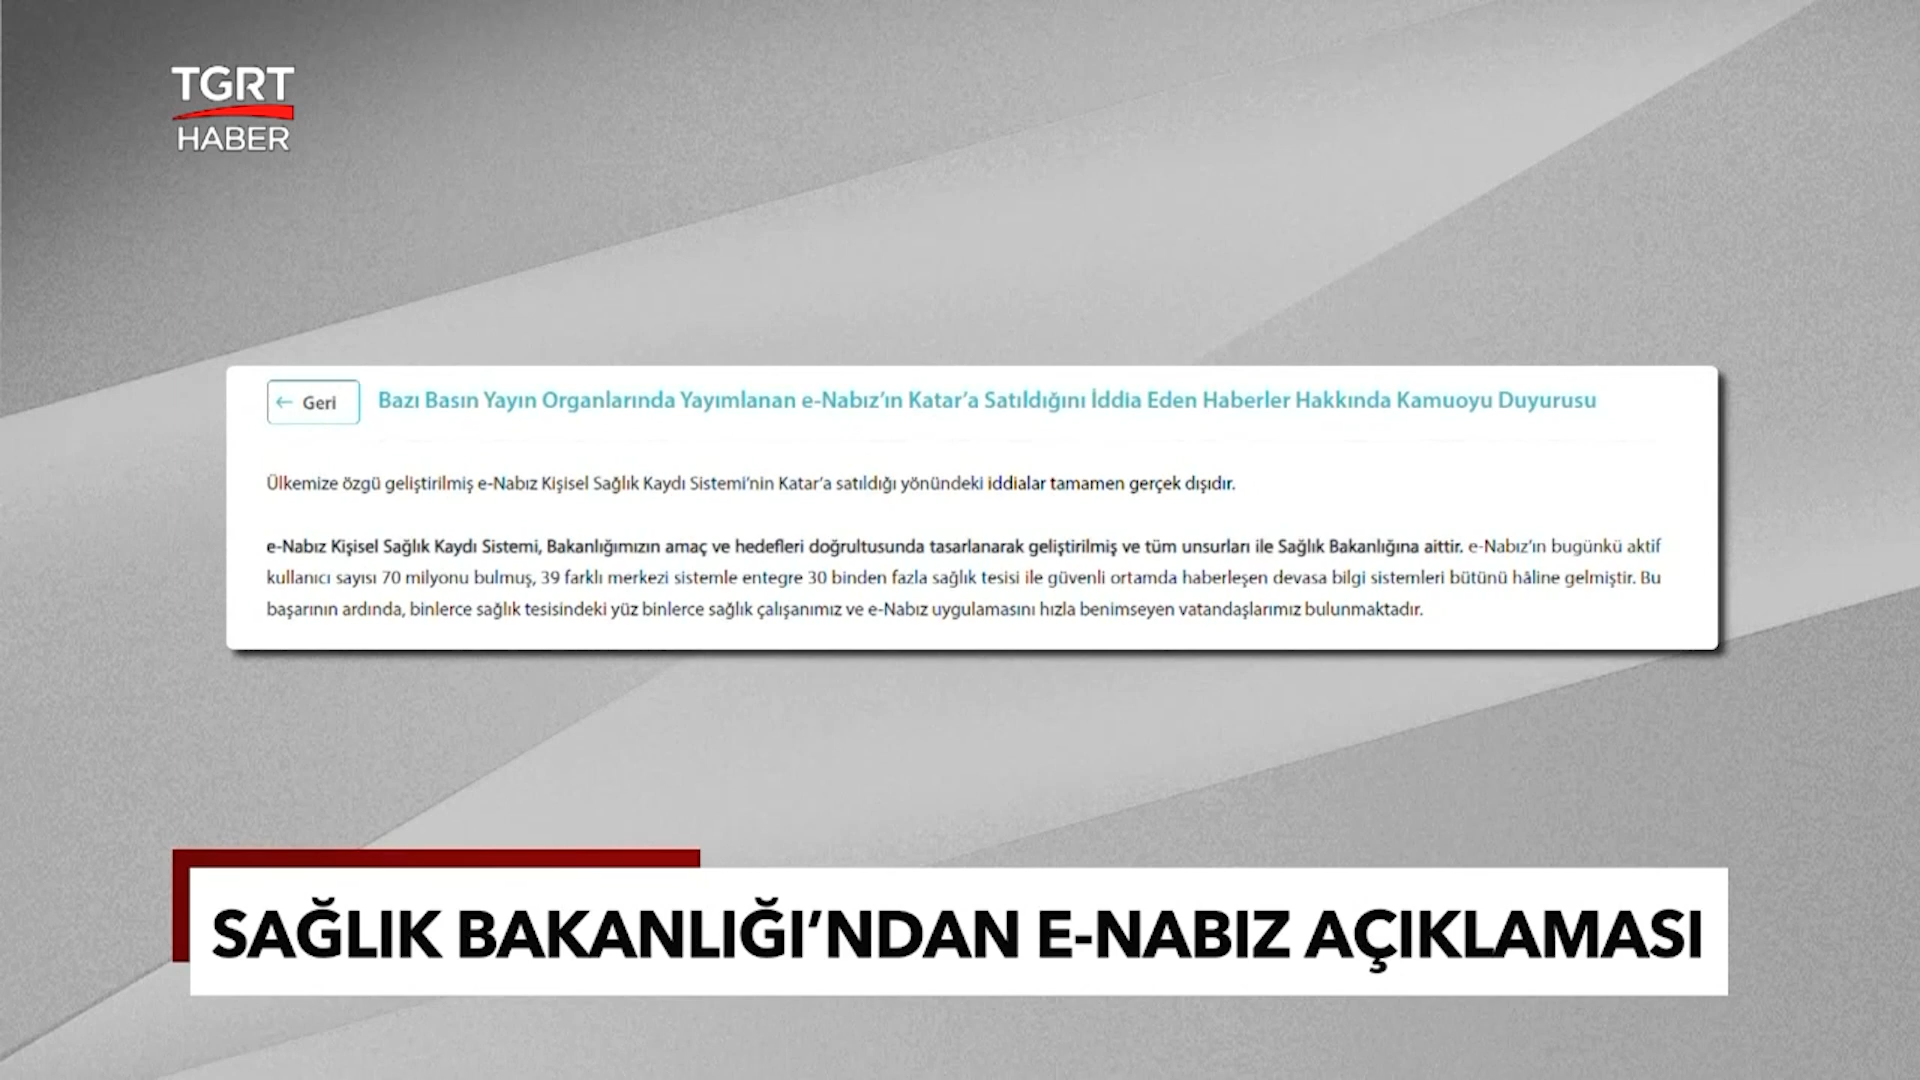 TGRT
HABER
← Geri
Bazı Basın Yayın Organlarında Yayımlanan e-Nabız’ın Katar’a Satıldığını İddia Eden Haberler Hakkında Kamuoyu Duyurusu
Ülkemize özgü geliştirilmiş e-Nabız Kişisel Sağlık Kaydı Sistemi’nin Katar’a satıldığı yönündeki iddialar tamamen gerçek dışıdır.
e-Nabız Kişisel Sağlık Kaydı Sistemi, Bakanlığımızın amaç ve hedefleri doğrultusunda tasarlanarak geliştirilmiş ve tüm unsurları ile Sağlık Bakanlığına aittir. e-Nabız’ın bugünkü aktif
kullanıcı sayısı 70 milyonu bulmuş, 39 farklı merkezi sistemle entegre 30 binden fazla sağlık tesisi ile güvenli ortamda haberleşen devasa bilgi sistemleri bütünü hâline gelmiştir. Bu
başarının ardında, binlerce sağlık tesisindeki yüz binlerce sağlık çalışanımız ve e-Nabız uygulamasını hızla benimseyen vatandaşlarımız bulunmaktadır.
SAĞLIK BAKANLIĞI’NDAN E-NABIZ AÇIKLAMASI